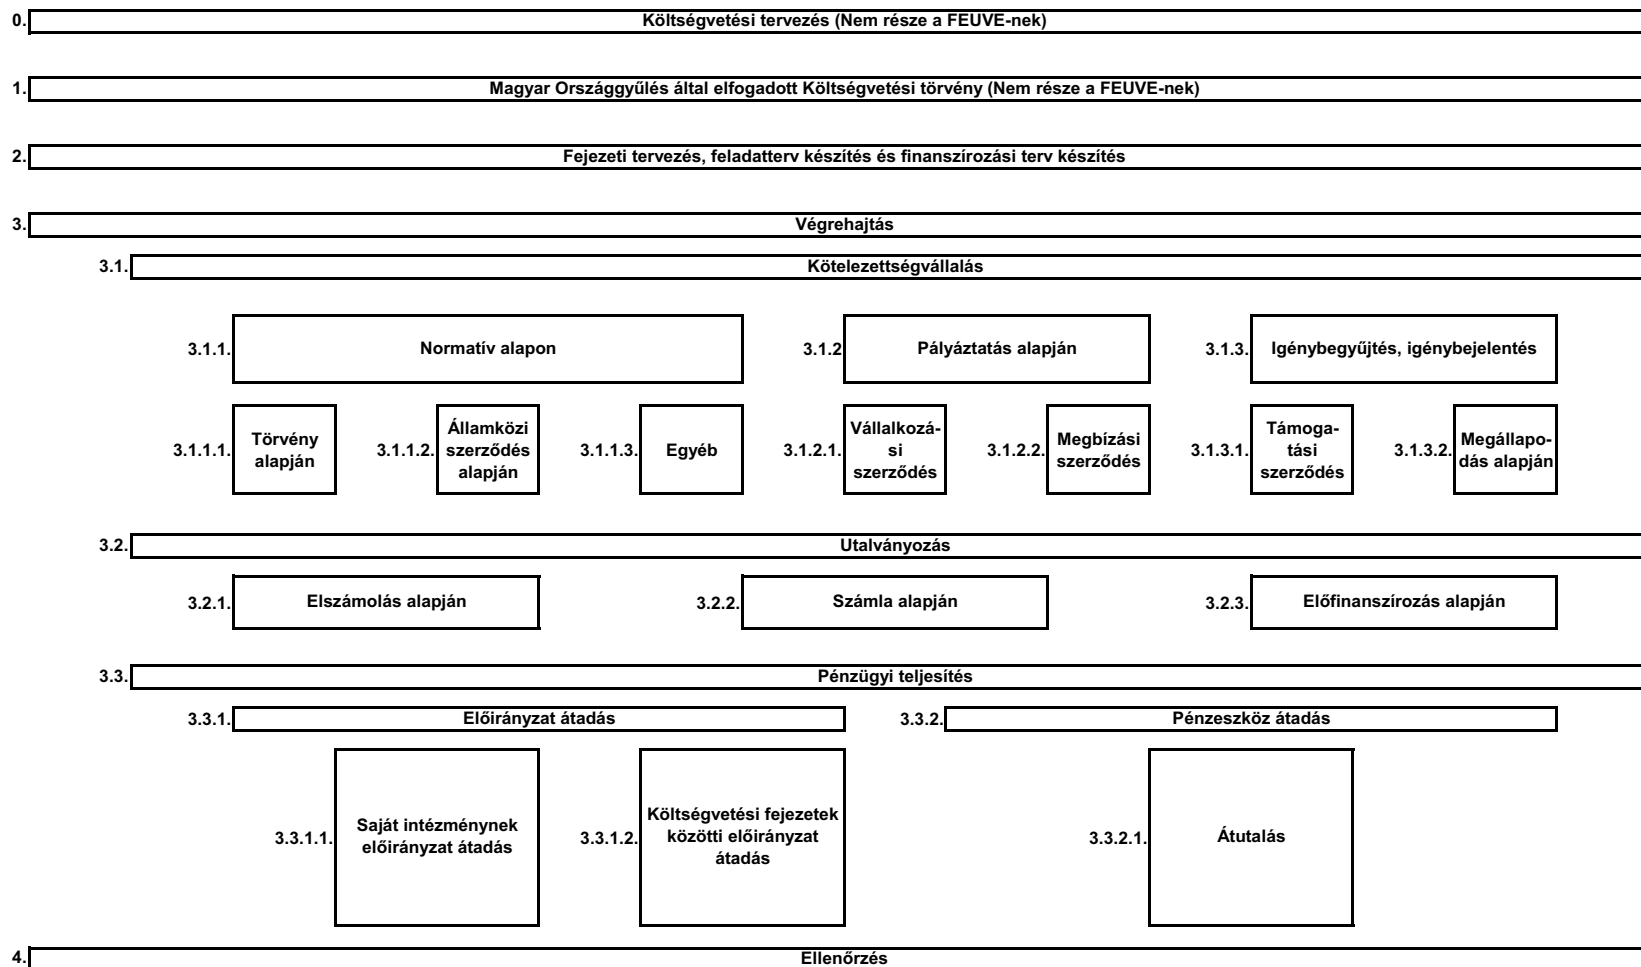 0. Költségvetési tervezés (Nem része a FEUVE-nek)
1. Magyar Országgyűlés által elfogadott Költségvetési törvény (Nem része a FEUVE-nek)
2. Fejezeti tervezés, feladatterv készítés és finanszírozási terv készítés
3. Végrehajtás
3.1. Kötelezettségvállalás
3.1.1. Normatív alapon
3.1.2 Pályáztatás alapján
3.1.3. Igénybegyűjtés, igénybejelentés
3.1.1.1. Törvény
alapján
3.1.1.2. Államközi
szerződés
alapján
3.1.1.3. Egyéb
3.1.2.1. Vállalkozá-
si
szerződés
3.1.2.2. Megbízási
szerződés
3.1.3.1. Támoga-
tási
szerződés
3.1.3.2. Megállapo-
dás alapján
3.2. Utalványozás
3.2.1. Elszámolás alapján
3.2.2. Számla alapján
3.2.3. Előfinanszírozás alapján
3.3. Pénzügyi teljesítés
3.3.1. Előirányzat átadás
3.3.2. Pénzeszköz átadás
3.3.1.1. Saját intézménynek
előirányzat átadás
3.3.1.2. Költségvetési fejezetek
közötti előirányzat
átadás
3.3.2.1. Átutalás
4. Ellenőrzés